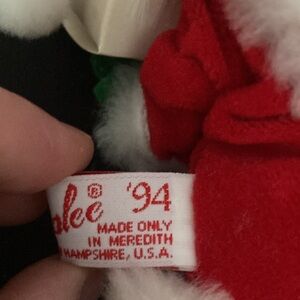 alee® '94
MADE ONLY
IN MEREDITH
HAMPSHIRE, U.S.A.